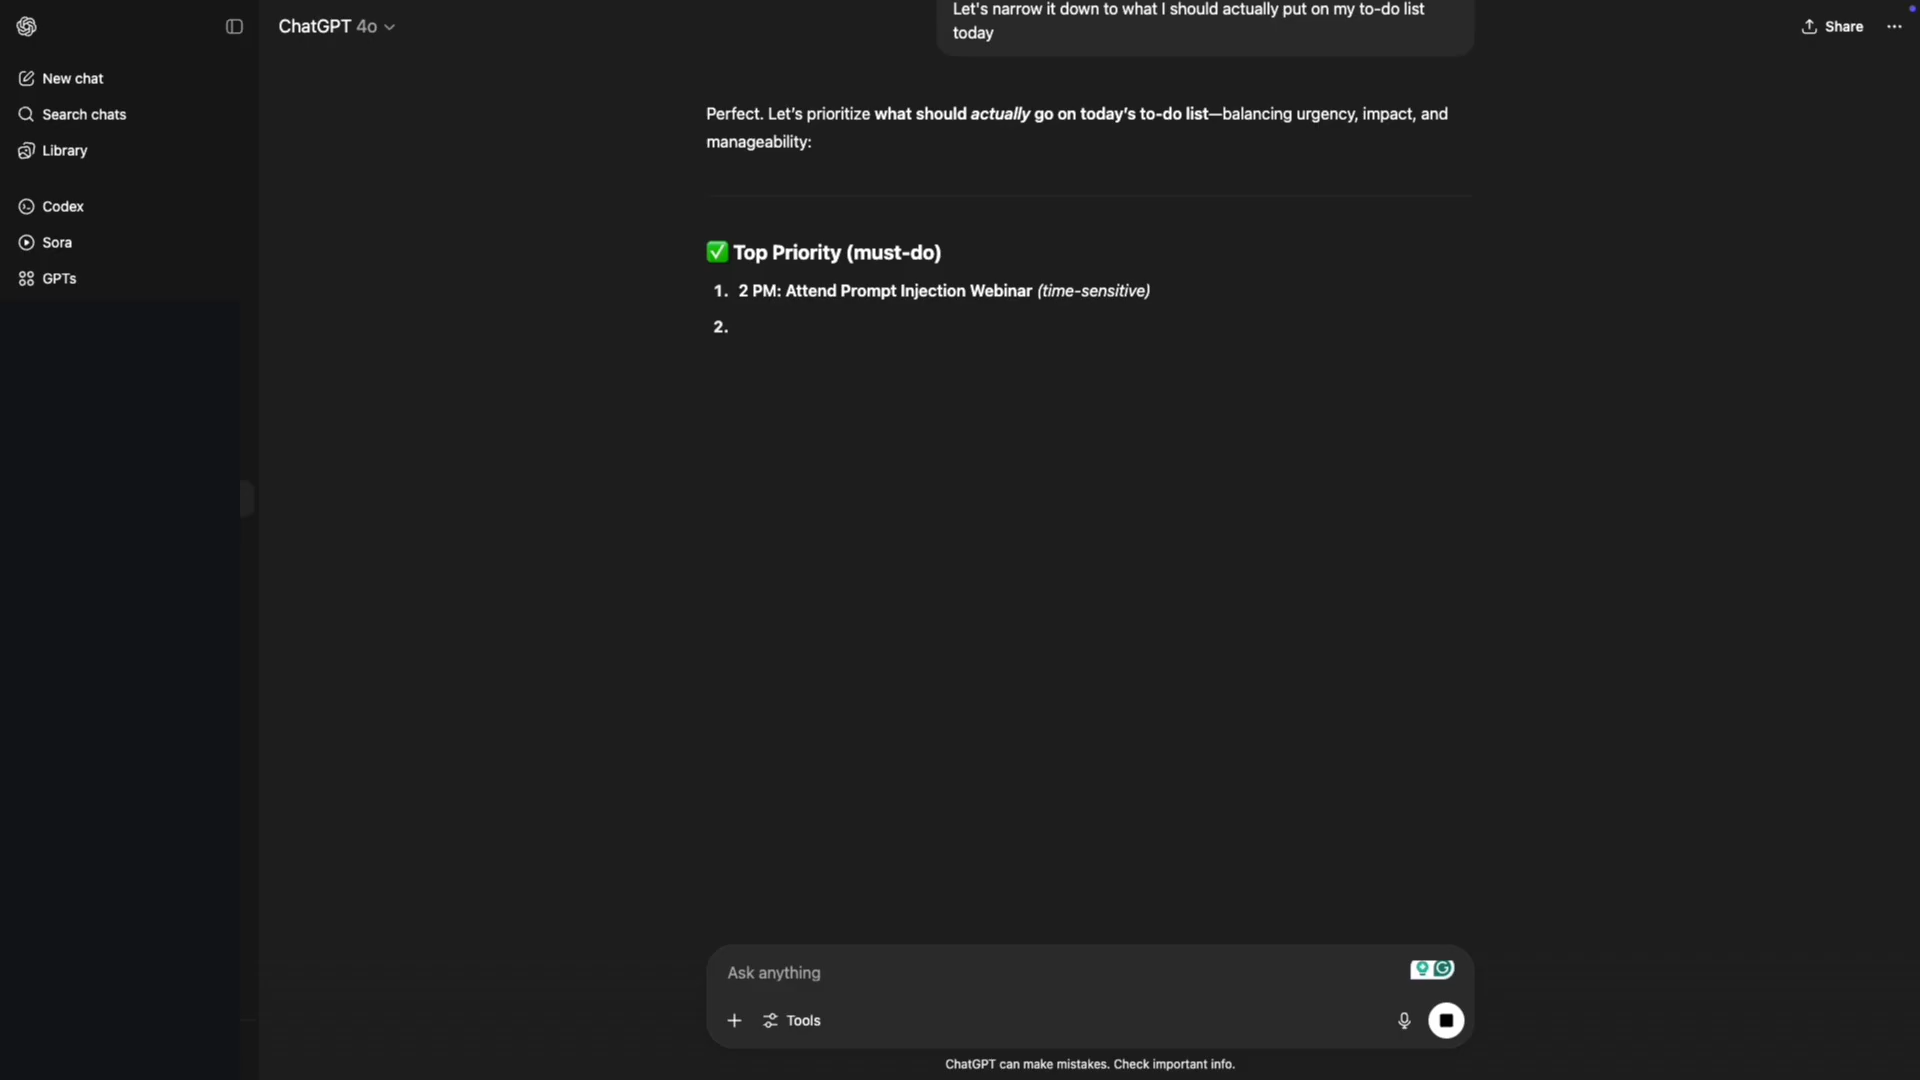 ChatGPT 4o
Share
New chat
Search chats
Library
Codex
Sora
GPTs
Let's narrow it down to what I should actually put on my to-do list
today
Perfect. Let’s prioritize what should actually go on today’s to-do list—balancing urgency, impact, and
manageability:
✅ Top Priority (must-do)
1. 2 PM: Attend Prompt Injection Webinar (time-sensitive)
2.
Ask anything
Tools
ChatGPT can make mistakes. Check important info.